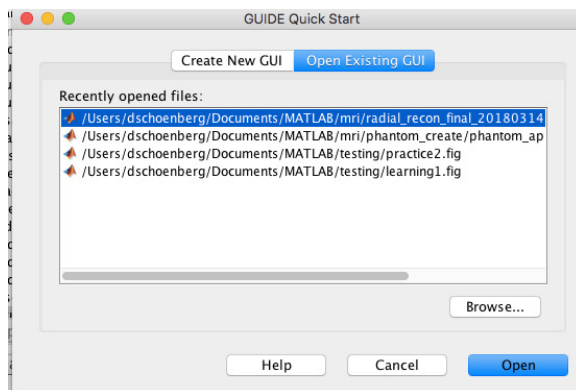 GUIDE Quick Start
Create New GUI Open Existing GUI
Recently opened files:
/Users/dschoenberg/Documents/MATLAB/mri/radial_recon_final_20180314
/Users/dschoenberg/Documents/MATLAB/mri/phantom_create/phantom_ap
/Users/dschoenberg/Documents/MATLAB/testing/practice2.fig
/Users/dschoenberg/Documents/MATLAB/testing/learning1.fig
Browse...
Help Cancel Open